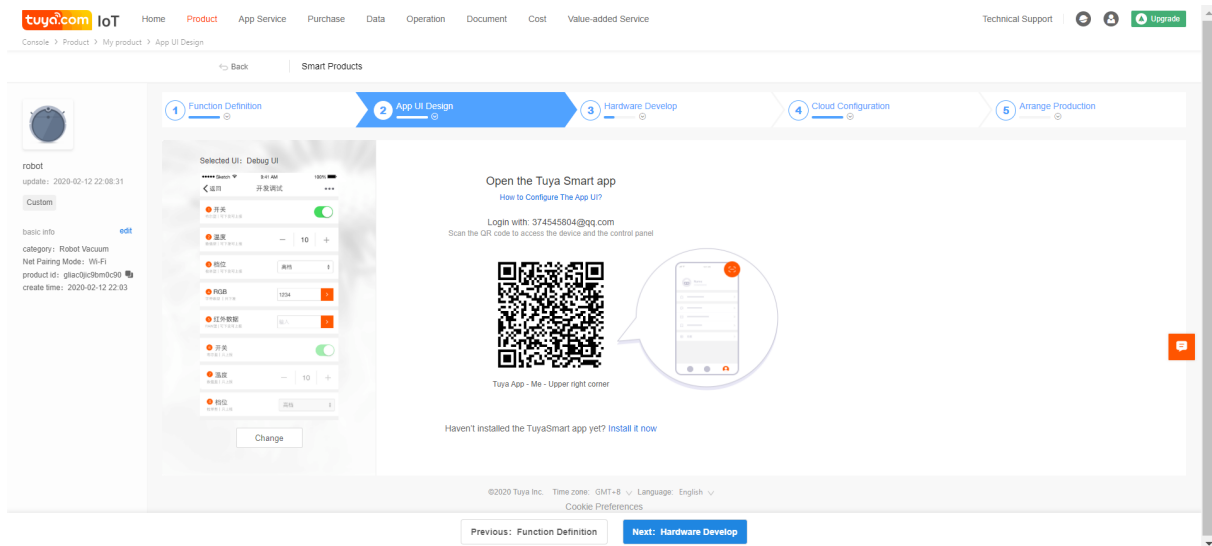 tuya.com IoT Home Product App Service Purchase Data Operation Document Cost Value-added Service Technical Support Upgrade
Console > Product > My product > App UI Design
Back Smart Products
1 Function Definition 2 App UI Design 3 Hardware Develop 4 Cloud Configuration 5 Arrange Production
robot
update: 2020-02-12 22:08:31
Custom
basic info edit
category: Robot Vacuum
Net Pairing Mode: Wi-Fi
product id: gliac0jic9bm0c90
create time: 2020-02-12 22:03
Selected UI: Debug UI
Sketch 9:41 AM 100%
返回 开发调试
开关
温度 － 10 +
档位 高档
RGB 1234
红外数据 输入
开关
温度 － 10 +
档位 高档
Change
Open the Tuya Smart app
How to Configure The App UI?
Login with: 374545804@qq.com
Scan the QR code to access the device and the control panel
Tuya App - Me - Upper right corner
Haven't installed the TuyaSmart app yet? Install it now
©2020 Tuya Inc. Time zone: GMT+8 Language: English
Cookie Preferences
Previous: Function Definition Next: Hardware Develop